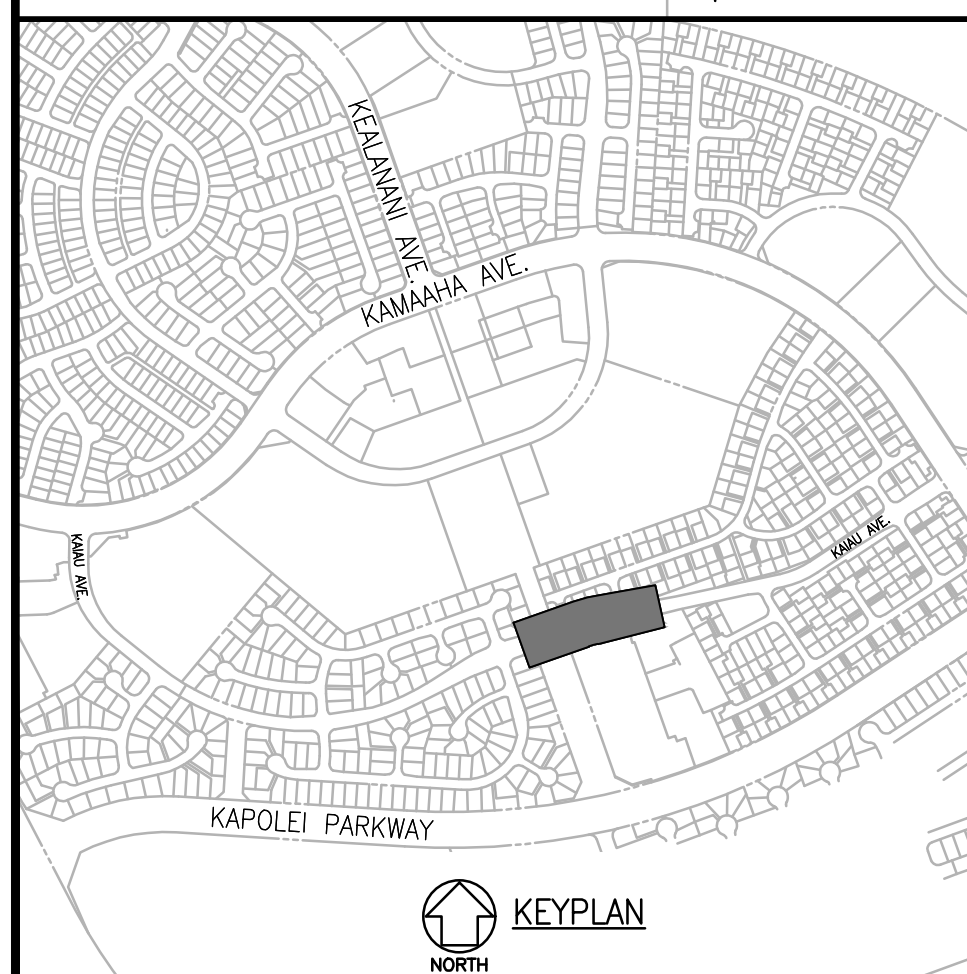 KEALANANI AVE.
KAMAAHA AVE.
KAIAU AVE.
KAIAU AVE.
KAPOLEI PARKWAY
KEYPLAN
NORTH